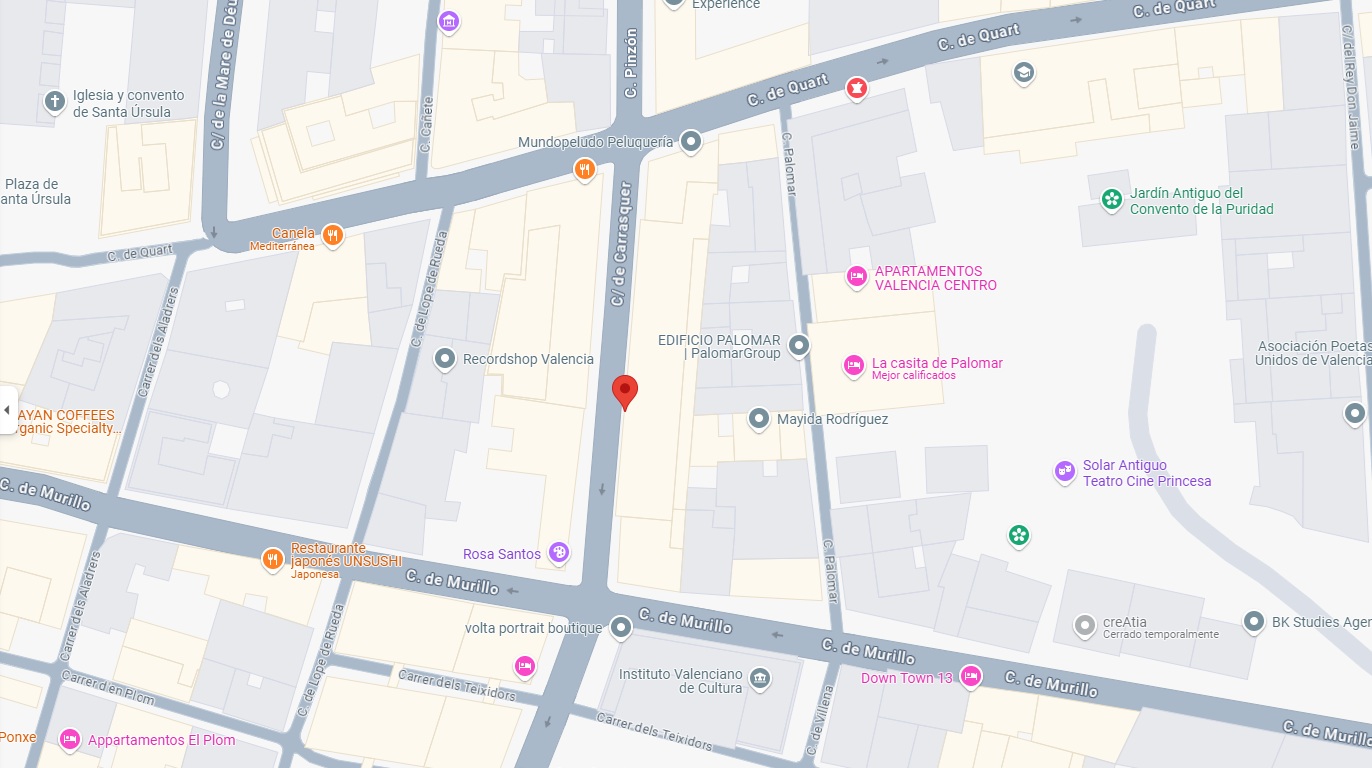 Experience
C. de Quart
C. de Quart
C. de Quart
C. Pinzón
C/ de la Mare de Déu
C. Cañete
C/ del Rey Don Jaime
Iglesia y convento
de Santa Úrsula
Mundopeludo Peluquería
C. Palomar
Plaza de
anta Úrsula
Jardín Antiguo del
Convento de la Puridad
Canela
Mediterránea
C. de Quart
C/ de Carrasquer
C. de Lope de Rueda
Carrer dels Aladrers
APARTAMENTOS
VALENCIA CENTRO
EDIFICIO PALOMAR
| PalomarGroup
Recordshop Valencia
La casita de Palomar
Mejor calificados
Asociación Poetas
Unidos de Valencia
AYAN COFFEES
rganic Specialty...
Mayida Rodríguez
Solar Antiguo
Teatro Cine Princesa
C. de Murillo
Restaurante
japonés UNSUSHI
Japonesa
Rosa Santos
C. de Murillo
C. Palomar
Carrer dels Aladrers
C. de Lope de Rueda
volta portrait boutique
C. de Murillo
creAtia
Cerrado temporalmente
BK Studies Agen
C. de Murillo
Instituto Valenciano
de Cultura
Down Town 13
C. de Murillo
Carrer d'en Plom
Carrer dels Teixidors
Carrer dels Teixidors
C. de Villena
C. de Murillo
Ponxe
Appartamentos El Plom